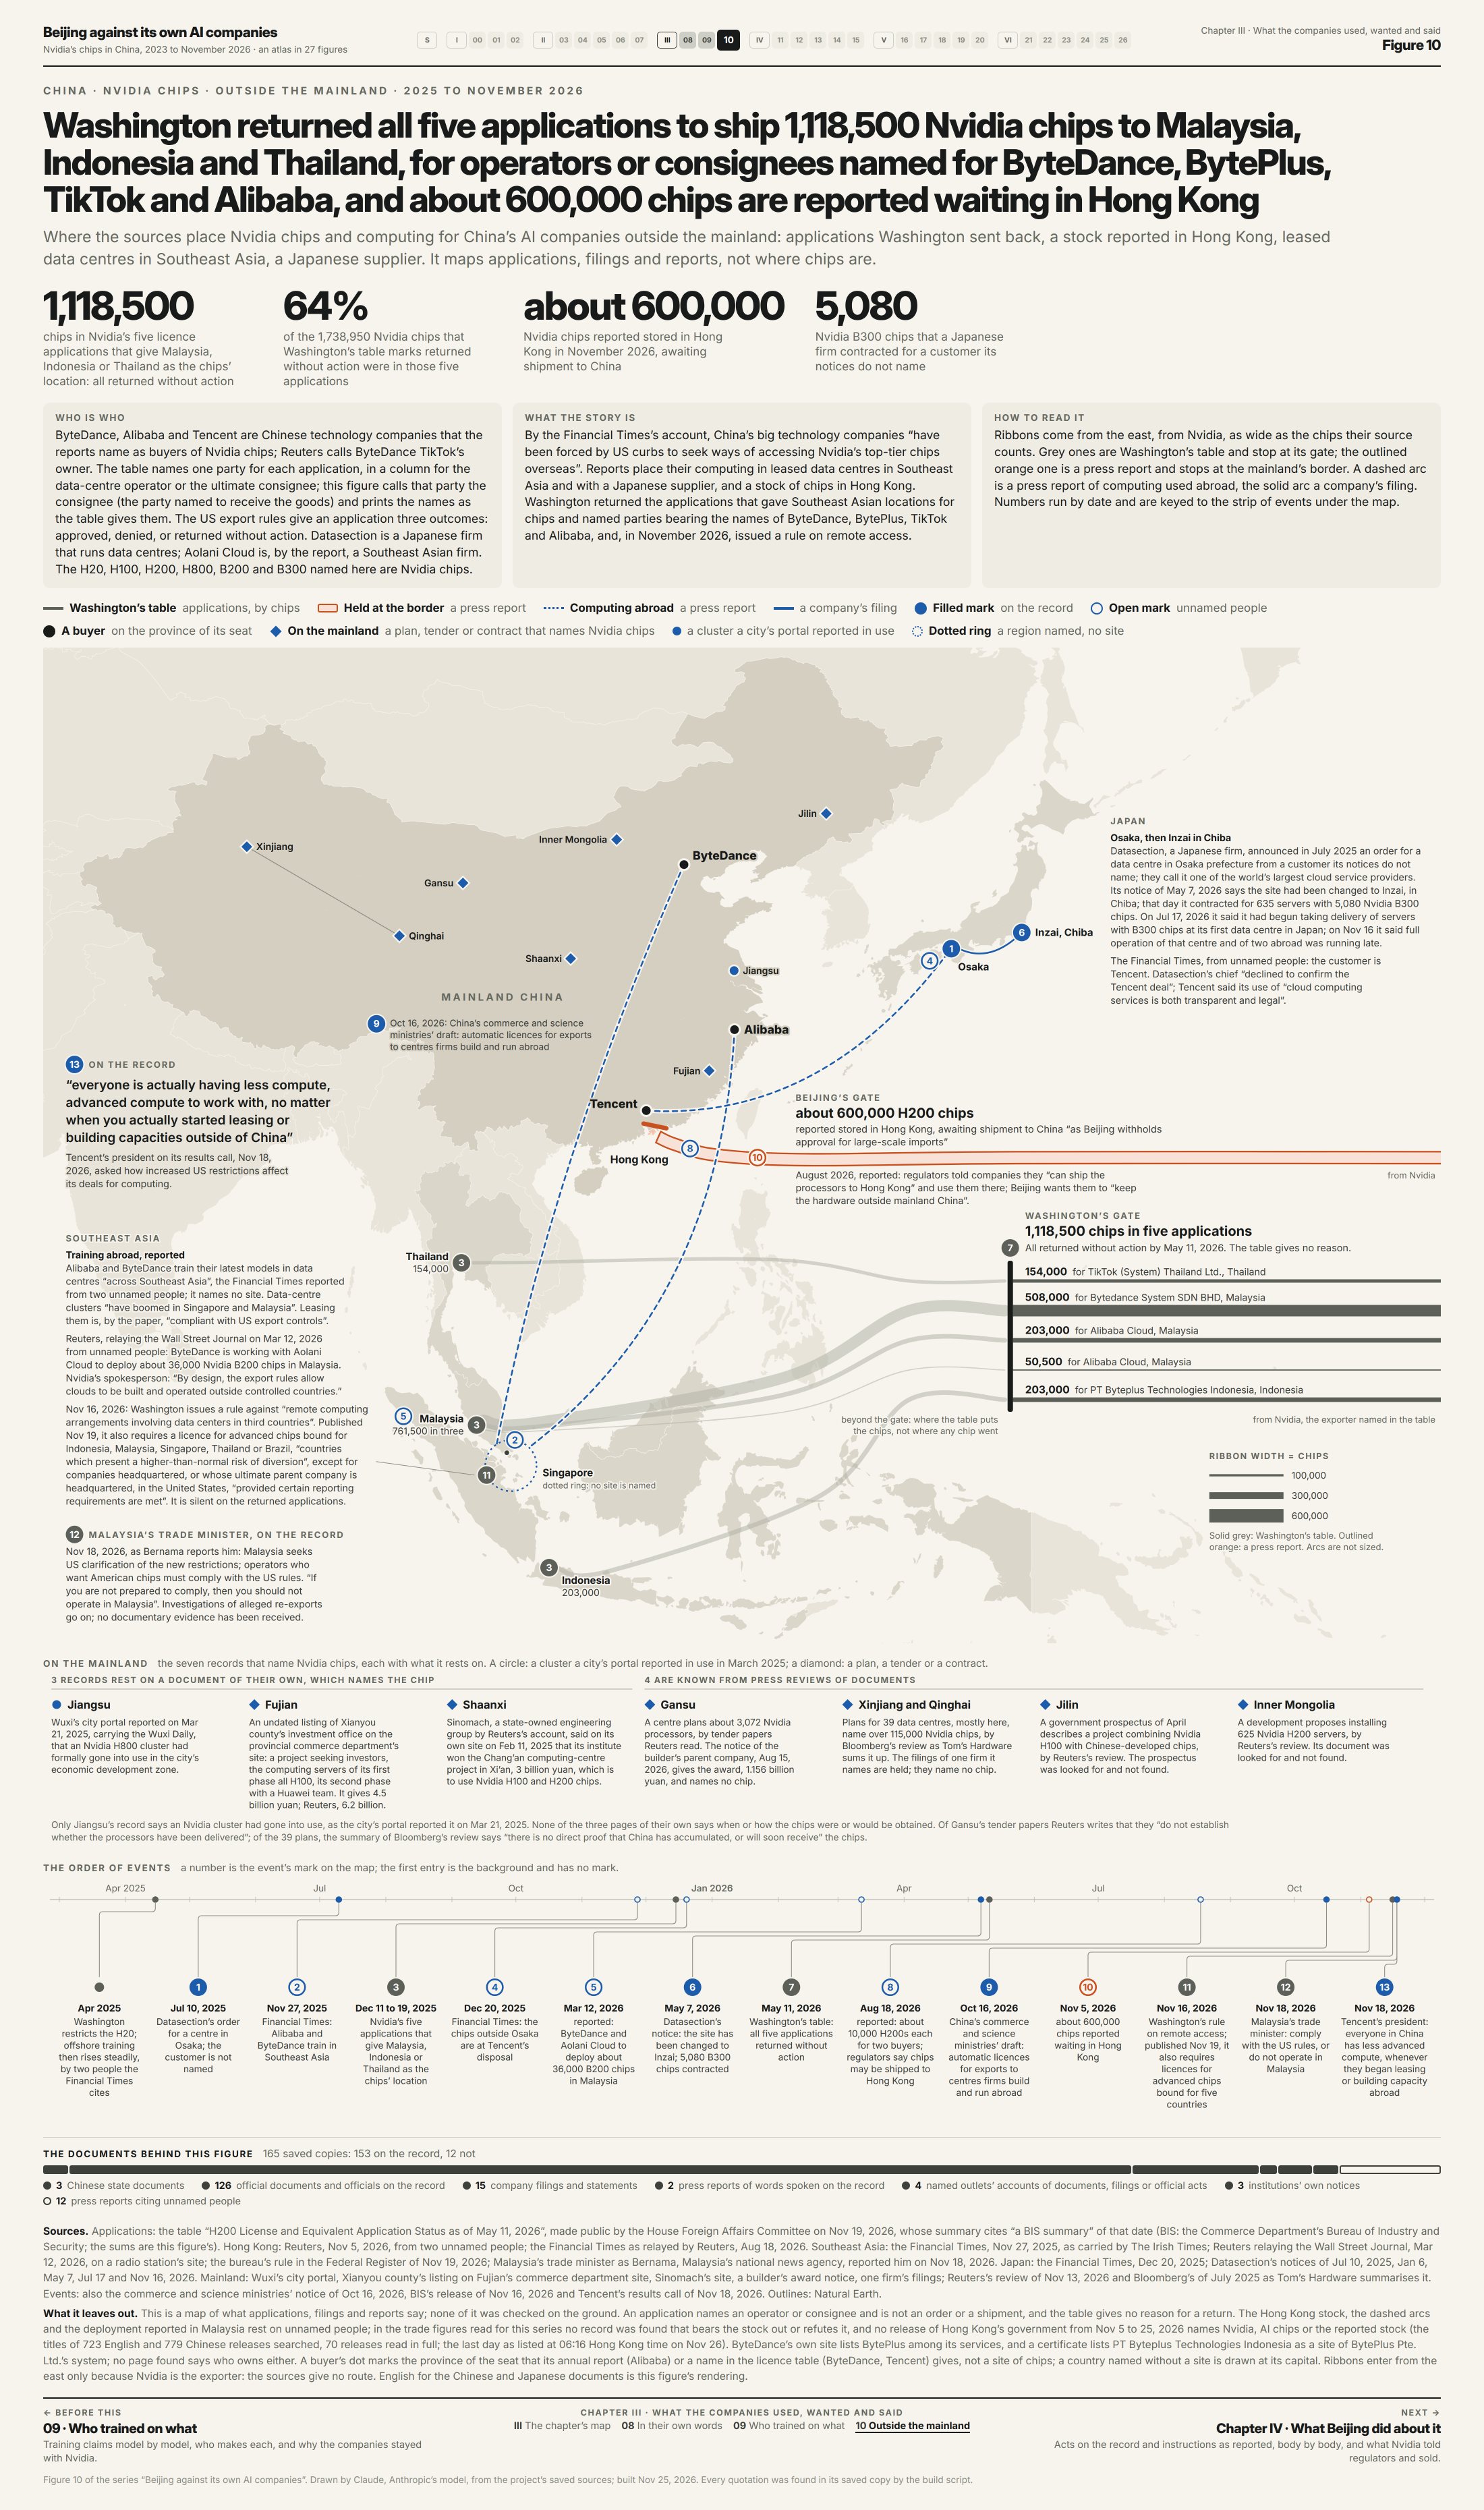 Beijing against its own AI companies
Nvidia's chips in China, 2023 to November 2026 · an atlas in 27 figures
S I 00 01 02 II 03 04 05 06 07 III 08 09 10 IV 11 12 13 14 15 V 16 17 18 19 20 VI 21 22 23 24 25 26
Chapter III · What the companies used, wanted and said
Figure 10
CHINA · NVIDIA CHIPS · OUTSIDE THE MAINLAND · 2025 TO NOVEMBER 2026
Washington returned all five applications to ship 1,118,500 Nvidia chips to Malaysia,
Indonesia and Thailand, for operators or consignees named for ByteDance, BytePlus,
TikTok and Alibaba, and about 600,000 chips are reported waiting in Hong Kong
Where the sources place Nvidia chips and computing for China's AI companies outside the mainland: applications Washington sent back, a stock reported in Hong Kong, leased
data centres in Southeast Asia, a Japanese supplier. It maps applications, filings and reports, not where chips are.
1,118,500
chips in Nvidia's five licence
applications that give Malaysia,
Indonesia or Thailand as the chips'
location: all returned without action
64%
of the 1,738,950 Nvidia chips that
Washington's table marks returned
without action were in those five
applications
about 600,000
Nvidia chips reported stored in Hong
Kong in November 2026, awaiting
shipment to China
5,080
Nvidia B300 chips that a Japanese
firm contracted for a customer its
notices do not name
WHO IS WHO
ByteDance, Alibaba and Tencent are Chinese technology companies that the
reports name as buyers of Nvidia chips; Reuters calls ByteDance TikTok's
owner. The table names one party for each application, in a column for the
data-centre operator or the ultimate consignee; this figure calls that party the
consignee (the party named to receive the goods) and prints the names as
the table gives them. The US export rules give an application three outcomes:
approved, denied, or returned without action. Datasection is a Japanese firm
that runs data centres; Aolani Cloud is, by the report, a Southeast Asian firm.
The H20, H100, H200, H800, B200 and B300 named here are Nvidia chips.
WHAT THE STORY IS
By the Financial Times's account, China's big technology companies “have
been forced by US curbs to seek ways of accessing Nvidia's top-tier chips
overseas”. Reports place their computing in leased data centres in Southeast
Asia and with a Japanese supplier, and a stock of chips in Hong Kong.
Washington returned the applications that gave Southeast Asian locations for
chips and named parties bearing the names of ByteDance, BytePlus, TikTok
and Alibaba, and, in November 2026, issued a rule on remote access.
HOW TO READ IT
Ribbons come from the east, from Nvidia, as wide as the chips their source
counts. Grey ones are Washington's table and stop at its gate; the outlined
orange one is a press report and stops at the mainland's border. A dashed arc
is a press report of computing used abroad, the solid arc a company's filing.
Numbers run by date and are keyed to the strip of events under the map.
Washington's table applications, by chips
Held at the border a press report
Computing abroad a press report
a company's filing
Filled mark on the record
Open mark unnamed people
A buyer on the province of its seat
On the mainland a plan, tender or contract that names Nvidia chips
a cluster a city's portal reported in use
Dotted ring a region named, no site
Jilin
Inner Mongolia
Xinjiang
ByteDance
Gansu
Qinghai
Shaanxi
Jiangsu
MAINLAND CHINA
9 Oct 16, 2026: China's commerce and science
ministries' draft: automatic licences for exports
to centres firms build and run abroad
Alibaba
Fujian
Tencent
Hong Kong
6 Inzai, Chiba
1
4
Osaka
JAPAN
Osaka, then Inzai in Chiba
Datasection, a Japanese firm, announced in July 2025 an order for a
data centre in Osaka prefecture from a customer its notices do not
name; they call it one of the world's largest cloud service providers.
Its notice of May 7, 2026 says the site had been changed to Inzai, in
Chiba; that day it contracted for 635 servers with 5,080 Nvidia B300
chips. On Jul 17, 2026 it said it had begun taking delivery of servers
with B300 chips at its first data centre in Japan; on Nov 16 it said full
operation of that centre and of two abroad was running late.
The Financial Times, from unnamed people: the customer is
Tencent. Datasection's chief “declined to confirm the
Tencent deal”; Tencent said its use of “cloud computing
services is both transparent and legal”.
13 ON THE RECORD
“everyone is actually having less compute,
advanced compute to work with, no matter
when you actually started leasing or
building capacities outside of China”
Tencent's president on its results call, Nov 18,
2026, asked how increased US restrictions affect
its deals for computing.
BEIJING'S GATE
about 600,000 H200 chips
reported stored in Hong Kong, awaiting shipment to China “as Beijing withholds
approval for large-scale imports”
8
10
August 2026, reported: regulators told companies they “can ship the
processors to Hong Kong” and use them there; Beijing wants them to “keep
the hardware outside mainland China”.
from Nvidia
WASHINGTON'S GATE
1,118,500 chips in five applications
7 All returned without action by May 11, 2026. The table gives no reason.
154,000 for TikTok (System) Thailand Ltd., Thailand
508,000 for Bytedance System SDN BHD, Malaysia
203,000 for Alibaba Cloud, Malaysia
50,500 for Alibaba Cloud, Malaysia
203,000 for PT Byteplus Technologies Indonesia, Indonesia
beyond the gate: where the table puts
the chips, not where any chip went
from Nvidia, the exporter named in the table
RIBBON WIDTH = CHIPS
100,000
300,000
600,000
Solid grey: Washington's table. Outlined
orange: a press report. Arcs are not sized.
SOUTHEAST ASIA
Training abroad, reported
Alibaba and ByteDance train their latest models in data
centres “across Southeast Asia”, the Financial Times reported
from two unnamed people; it names no site. Data-centre
clusters “have boomed in Singapore and Malaysia”. Leasing
them is, by the paper, “compliant with US export controls”.
Reuters, relaying the Wall Street Journal on Mar 12, 2026
from unnamed people: ByteDance is working with Aolani
Cloud to deploy about 36,000 Nvidia B200 chips in Malaysia.
Nvidia's spokesperson: “By design, the export rules allow
clouds to be built and operated outside controlled countries.”
Nov 16, 2026: Washington issues a rule against “remote computing
arrangements involving data centers in third countries”. Published
Nov 19, it also requires a licence for advanced chips bound for
Indonesia, Malaysia, Singapore, Thailand or Brazil, “countries
which present a higher-than-normal risk of diversion”, except for
companies headquartered, or whose ultimate parent company is
headquartered, in the United States, “provided certain reporting
requirements are met”. It is silent on the returned applications.
Thailand 3
154,000
5 Malaysia 3
761,500 in three
2
11
Singapore
dotted ring; no site is named
3
Indonesia
203,000
12 MALAYSIA'S TRADE MINISTER, ON THE RECORD
Nov 18, 2026, as Bernama reports him: Malaysia seeks
US clarification of the new restrictions; operators who
want American chips must comply with the US rules. “If
you are not prepared to comply, then you should not
operate in Malaysia”. Investigations of alleged re-exports
go on; no documentary evidence has been received.
ON THE MAINLAND the seven records that name Nvidia chips, each with what it rests on. A circle: a cluster a city's portal reported in use in March 2025; a diamond: a plan, a tender or a contract.
3 RECORDS REST ON A DOCUMENT OF THEIR OWN, WHICH NAMES THE CHIP
4 ARE KNOWN FROM PRESS REVIEWS OF DOCUMENTS
Jiangsu
Wuxi's city portal reported on Mar
21, 2025, carrying the Wuxi Daily,
that an Nvidia H800 cluster had
formally gone into use in the city's
economic development zone.
Fujian
An undated listing of Xianyou
county's investment office on the
provincial commerce department's
site: a project seeking investors,
the computing servers of its first
phase all H100, its second phase
with a Huawei team. It gives 4.5
billion yuan; Reuters, 6.2 billion.
Shaanxi
Sinomach, a state-owned engineering
group by Reuters's account, said on its
own site on Feb 11, 2025 that its institute
won the Chang'an computing-centre
project in Xi'an, 3 billion yuan, which is
to use Nvidia H100 and H200 chips.
Gansu
A centre plans about 3,072 Nvidia
processors, by tender papers
Reuters read. The notice of the
builder's parent company, Aug 15,
2026, gives the award, 1.156 billion
yuan, and names no chip.
Xinjiang and Qinghai
Plans for 39 data centres, mostly here,
name over 115,000 Nvidia chips, by
Bloomberg's review as Tom's Hardware
sums it up. The filings of one firm it
names are held; they name no chip.
Jilin
A government prospectus of April
describes a project combining Nvidia
H100 with Chinese-developed chips,
by Reuters's review. The prospectus
was looked for and not found.
Inner Mongolia
A development proposes installing
625 Nvidia H200 servers, by
Reuters's review. Its document was
looked for and not found.
Only Jiangsu's record says an Nvidia cluster had gone into use, as the city's portal reported it on Mar 21, 2025. None of the three pages of their own says when or how the chips were or would be obtained. Of Gansu's tender papers Reuters writes that they “do not establish
whether the processors have been delivered”; of the 39 plans, the summary of Bloomberg's review says “there is no direct proof that China has accumulated, or will soon receive” the chips.
THE ORDER OF EVENTS a number is the event's mark on the map; the first entry is the background and has no mark.
Apr 2025 Jul Oct Jan 2026 Apr Jul Oct
Apr 2025
Washington
restricts the H20;
offshore training
then rises steadily,
by two people the
Financial Times
cites
1
Jul 10, 2025
Datasection's order
for a centre in
Osaka; the
customer is not
named
2
Nov 27, 2025
Financial Times:
Alibaba and
ByteDance train in
Southeast Asia
3
Dec 11 to 19, 2025
Nvidia's five
applications that
give Malaysia,
Indonesia or
Thailand as the
chips' location
4
Dec 20, 2025
Financial Times: the
chips outside Osaka
are at Tencent's
disposal
5
Mar 12, 2026
reported:
ByteDance and
Aolani Cloud to
deploy about
36,000 B200 chips
in Malaysia
6
May 7, 2026
Datasection's
notice: the site has
been changed to
Inzai; 5,080 B300
chips contracted
7
May 11, 2026
Washington's table:
all five applications
returned without
action
8
Aug 18, 2026
reported: about
10,000 H200s each
for two buyers;
regulators say chips
may be shipped to
Hong Kong
9
Oct 16, 2026
China's commerce
and science
ministries' draft:
automatic licences
for exports to
centres firms build
and run abroad
10
Nov 5, 2026
about 600,000
chips reported
waiting in Hong
Kong
11
Nov 16, 2026
Washington's rule
on remote access;
published Nov 19, it
also requires
licences for
advanced chips
bound for five
countries
12
Nov 18, 2026
Malaysia's trade
minister: comply
with the US rules, or
do not operate in
Malaysia
13
Nov 18, 2026
Tencent's president:
everyone in China
has less advanced
compute, whenever
they began leasing
or building capacity
abroad
THE DOCUMENTS BEHIND THIS FIGURE 165 saved copies: 153 on the record, 12 not
3 Chinese state documents
126 official documents and officials on the record
15 company filings and statements
2 press reports of words spoken on the record
4 named outlets' accounts of documents, filings or official acts
3 institutions' own notices
12 press reports citing unnamed people
Sources. Applications: the table “H200 License and Equivalent Application Status as of May 11, 2026”, made public by the House Foreign Affairs Committee on Nov 19, 2026, whose summary cites “a BIS summary” of that date (BIS: the Commerce Department's Bureau of Industry and
Security; the sums are this figure's). Hong Kong: Reuters, Nov 5, 2026, from two unnamed people; the Financial Times as relayed by Reuters, Aug 18, 2026. Southeast Asia: the Financial Times, Nov 27, 2025, as carried by The Irish Times; Reuters relaying the Wall Street Journal, Mar
12, 2026, on a radio station's site; the bureau's rule in the Federal Register of Nov 19, 2026; Malaysia's trade minister as Bernama, Malaysia's national news agency, reported him on Nov 18, 2026. Japan: the Financial Times, Dec 20, 2025; Datasection's notices of Jul 10, 2025, Jan 6,
May 7, Jul 17 and Nov 16, 2026. Mainland: Wuxi's city portal, Xianyou county's listing on Fujian's commerce department site, Sinomach's site, a builder's award notice, one firm's filings; Reuters's review of Nov 13, 2026 and Bloomberg's of July 2025 as Tom's Hardware summarises it.
Events: also the commerce and science ministries' notice of Oct 16, 2026, BIS's release of Nov 16, 2026 and Tencent's results call of Nov 18, 2026. Outlines: Natural Earth.
What it leaves out. This is a map of what applications, filings and reports say; none of it was checked on the ground. An application names an operator or consignee and is not an order or a shipment, and the table gives no reason for a return. The Hong Kong stock, the dashed arcs
and the deployment reported in Malaysia rest on unnamed people; in the trade figures read for this series no record was found that bears the stock out or refutes it, and no release of Hong Kong's government from Nov 5 to 25, 2026 names Nvidia, AI chips or the reported stock (the
titles of 723 English and 779 Chinese releases searched, 70 releases read in full; the last day as listed at 06:16 Hong Kong time on Nov 26). ByteDance's own site lists BytePlus among its services, and a certificate lists PT Byteplus Technologies Indonesia as a site of BytePlus Pte.
Ltd.'s system; no page found says who owns either. A buyer's dot marks the province of the seat that its annual report (Alibaba) or a name in the licence table (ByteDance, Tencent) gives, not a site of chips; a country named without a site is drawn at its capital. Ribbons enter from the
east only because Nvidia is the exporter: the sources give no route. English for the Chinese and Japanese documents is this figure's rendering.
← BEFORE THIS
09 · Who trained on what
Training claims model by model, who makes each, and why the companies stayed
with Nvidia.
CHAPTER III · WHAT THE COMPANIES USED, WANTED AND SAID
III The chapter's map 08 In their own words 09 Who trained on what 10 Outside the mainland
NEXT →
Chapter IV · What Beijing did about it
Acts on the record and instructions as reported, body by body, and what Nvidia told
regulators and sold.
Figure 10 of the series “Beijing against its own AI companies”. Drawn by Claude, Anthropic's model, from the project's saved sources; built Nov 25, 2026. Every quotation was found in its saved copy by the build script.